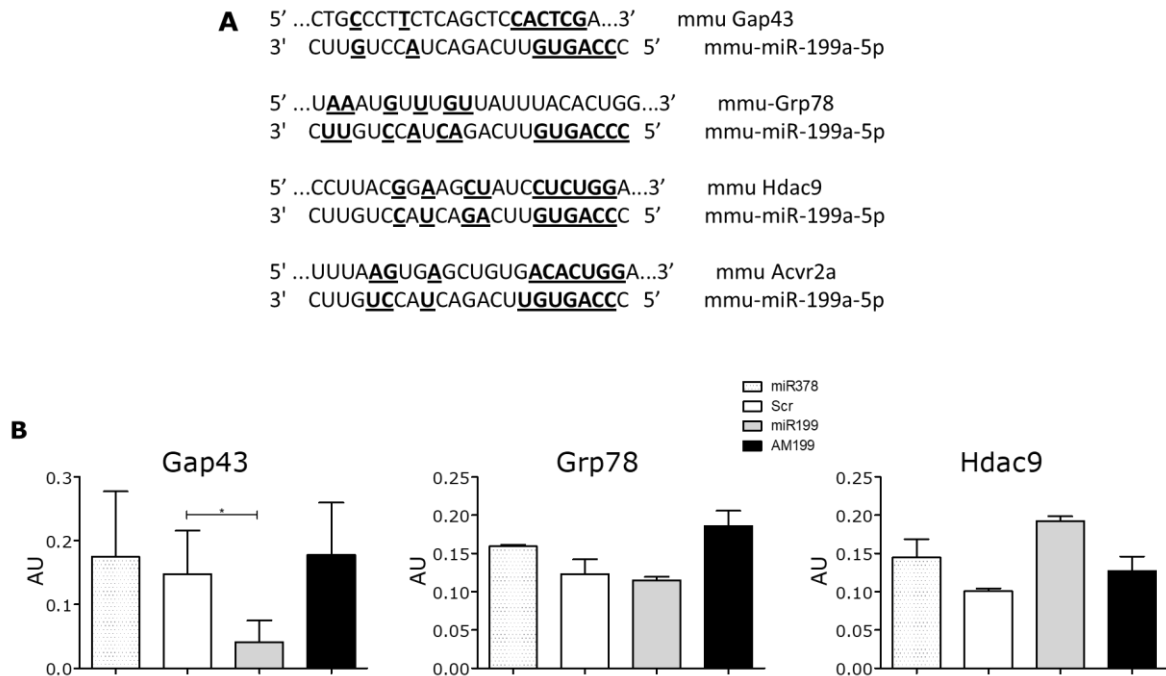 A
5' ...CTGCCCTTCTCAGCTCCACTCGA...3’ mmu Gap43
3' CUUGUCCAUCAGACUUGUGACCC 5’ mmu-miR-199a-5p
5' ...UAAAUGUUUGUUAUUUACACUGG...3’ mmu-Grp78
3' CUUGUCCAUCAGACUUGUGACCC 5’ mmu-miR-199a-5p
5' ...CCUUACGGAAGCUAUCCUCUGGA...3’ mmu Hdac9
3' CUUGUCCAUCAGACUUGUGACCC 5’ mmu-miR-199a-5p
5' ...UUUAAGUGAGCUGUGACACUGGA...3’ mmu Acvr2a
3' CUUGUCCAUCAGACUUGUGACCC 5’ mmu-miR-199a-5p
miR378
Scr
miR199
AM199
B
Gap43
AU
0.3
0.2
0.1
0.0
*
Grp78
AU
0.25
0.20
0.15
0.10
0.05
0.00
Hdac9
AU
0.25
0.20
0.15
0.10
0.05
0.00